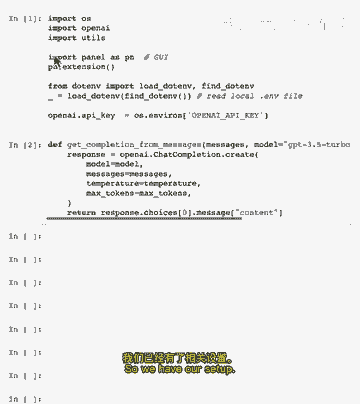 In [1]: import os
import openai
import utils
import panel as pn # GUI
pn.extension()
from dotenv import load_dotenv, find_dotenv
_ = load_dotenv(find_dotenv()) # read local .env file
openai.api_key = os.environ['OPENAI_API_KEY']
In [2]: def get_completion_from_messages(messages, model="gpt-3.5-turbo
response = openai.ChatCompletion.create(
model=model,
messages=messages,
temperature=temperature,
max_tokens=max_tokens,
)
return response.choices[0].message["content"]
In [ ]:
In [ ]:
In [ ]:
In [ ]:
In [ ]:
In [ ]:
In [ ]:
In [ ]:
我们已经有了相关设置。
So we have our setup.